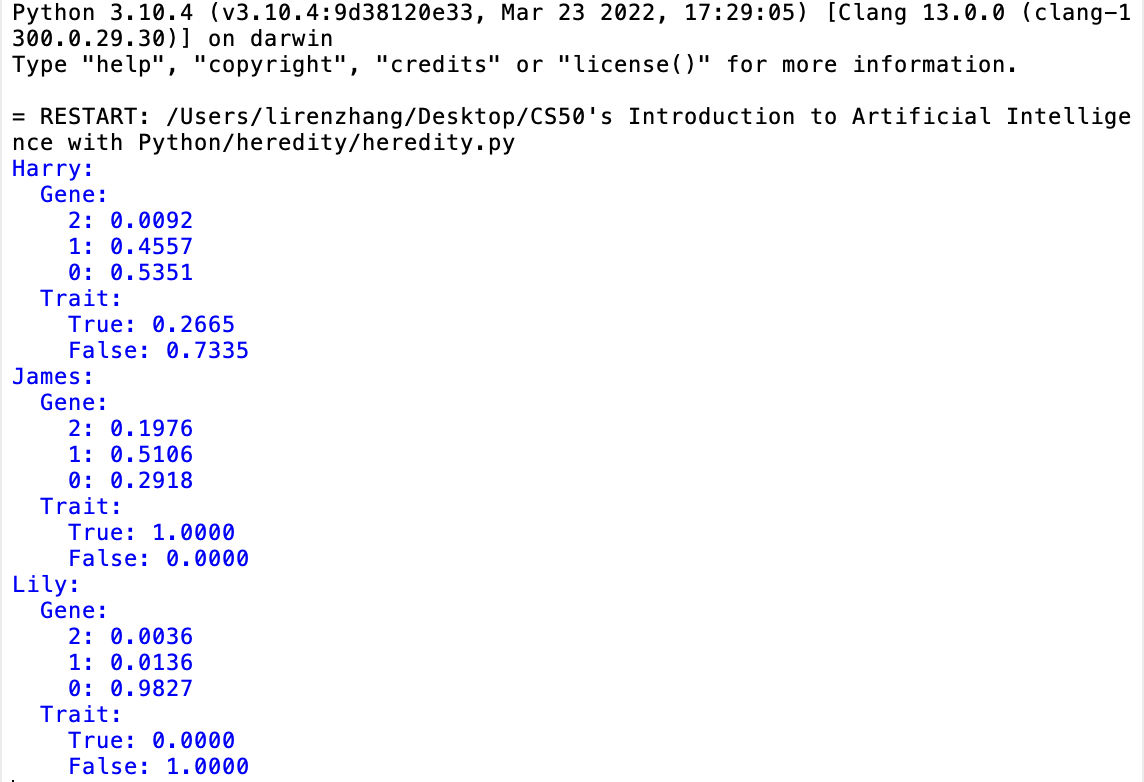 Python 3.10.4 (v3.10.4:9d38120e33, Mar 23 2022, 17:29:05) [Clang 13.0.0 (clang-1
300.0.29.30)] on darwin
Type "help", "copyright", "credits" or "license()" for more information.

= RESTART: /Users/lirenzhang/Desktop/CS50's Introduction to Artificial Intellige
nce with Python/heredity/heredity.py
Harry:
  Gene:
    2: 0.0092
    1: 0.4557
    0: 0.5351
  Trait:
    True: 0.2665
    False: 0.7335
James:
  Gene:
    2: 0.1976
    1: 0.5106
    0: 0.2918
  Trait:
    True: 1.0000
    False: 0.0000
Lily:
  Gene:
    2: 0.0036
    1: 0.0136
    0: 0.9827
  Trait:
    True: 0.0000
    False: 1.0000